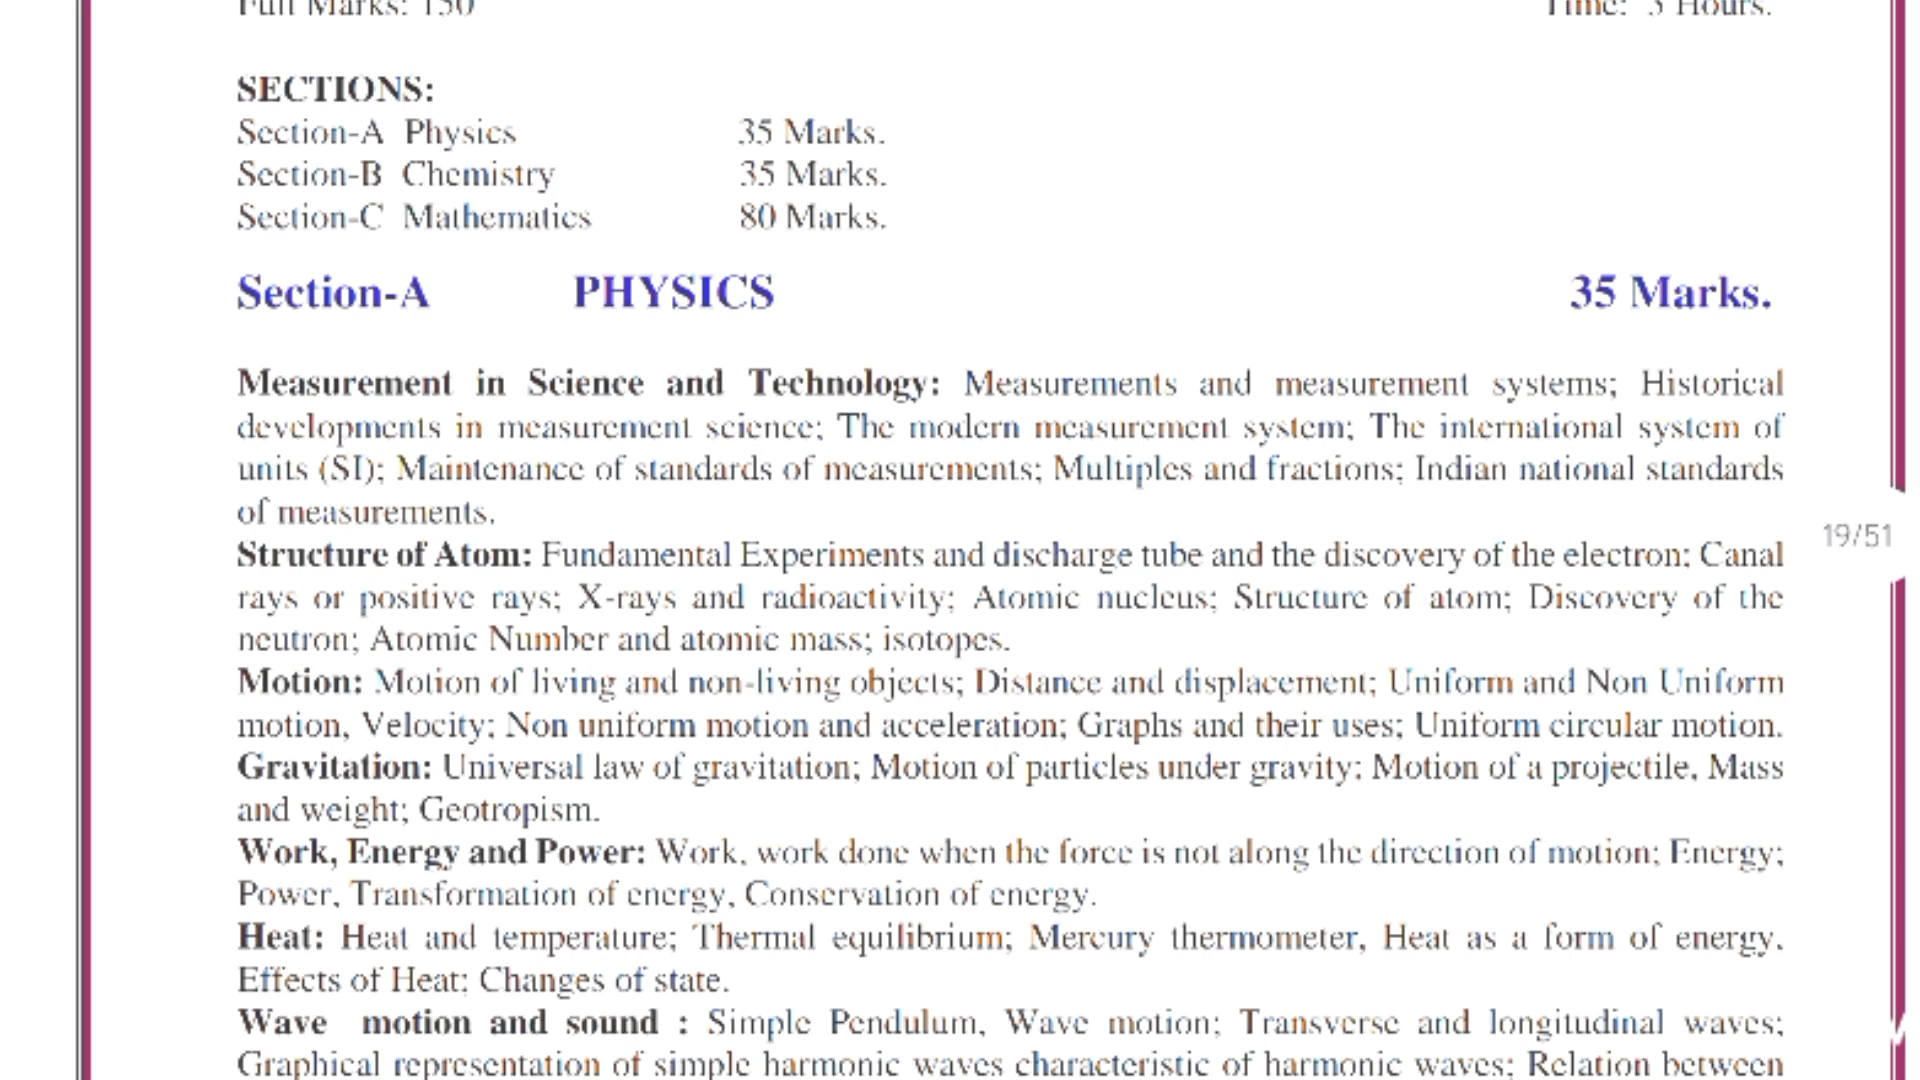 Full Marks: 150 Time: 3 Hours.
SECTIONS:
Section-A Physics 35 Marks.
Section-B Chemistry 35 Marks.
Section-C Mathematics 80 Marks.
Section-A PHYSICS 35 Marks.
Measurement in Science and Technology: Measurements and measurement systems; Historical
developments in measurement science; The modern measurement system; The international system of
units (SI); Maintenance of standards of measurements; Multiples and fractions; Indian national standards
of measurements.
19/51
Structure of Atom: Fundamental Experiments and discharge tube and the discovery of the electron; Canal
rays or positive rays; X-rays and radioactivity; Atomic nucleus; Structure of atom; Discovery of the
neutron; Atomic Number and atomic mass; isotopes.
Motion: Motion of living and non-living objects; Distance and displacement; Uniform and Non Uniform
motion, Velocity; Non uniform motion and acceleration; Graphs and their uses; Uniform circular motion.
Gravitation: Universal law of gravitation; Motion of particles under gravity; Motion of a projectile, Mass
and weight; Geotropism.
Work, Energy and Power: Work, work done when the force is not along the direction of motion; Energy;
Power, Transformation of energy, Conservation of energy.
Heat: Heat and temperature; Thermal equilibrium; Mercury thermometer, Heat as a form of energy.
Effects of Heat; Changes of state.
Wave motion and sound : Simple Pendulum, Wave motion; Transverse and longitudinal waves;
Graphical representation of simple harmonic waves characteristic of harmonic waves; Relation between